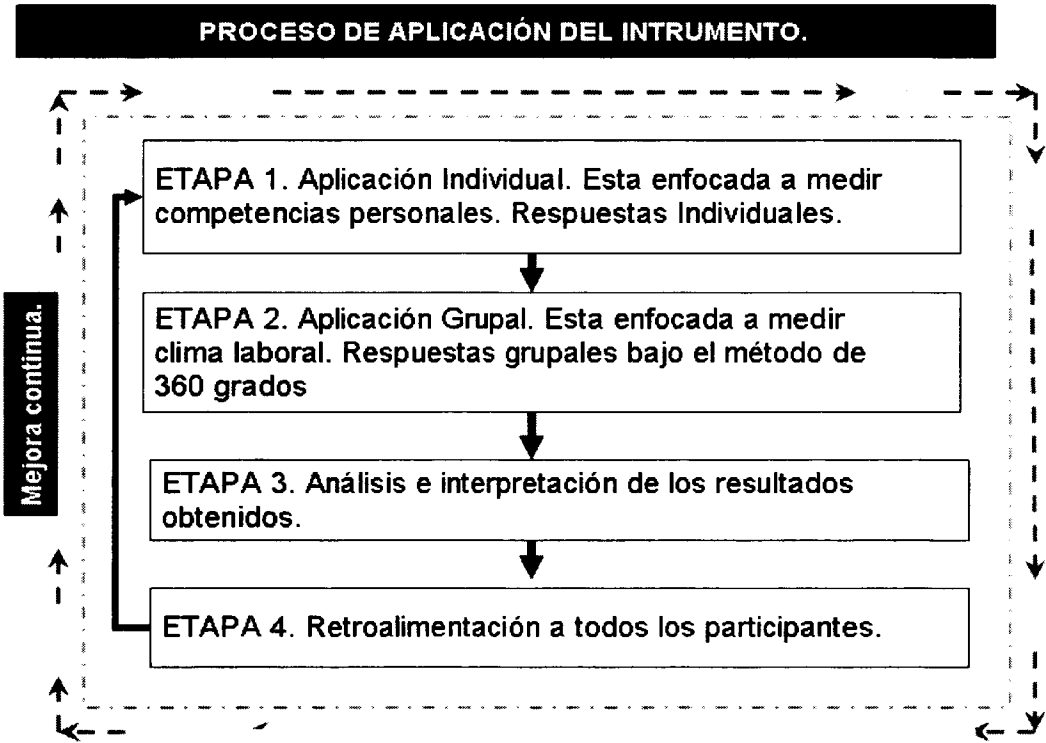 PROCESO DE APLICACIÓN DEL INTRUMENTO.
ETAPA 1. Aplicación Individual. Esta enfocada a medir
competencias personales. Respuestas Individuales.
ETAPA 2. Aplicación Grupal. Esta enfocada a medir
clima laboral. Respuestas grupales bajo el método de
360 grados
ETAPA 3. Análisis e interpretación de los resultados
obtenidos.
ETAPA 4. Retroalimentación a todos los participantes.
Mejora continua.